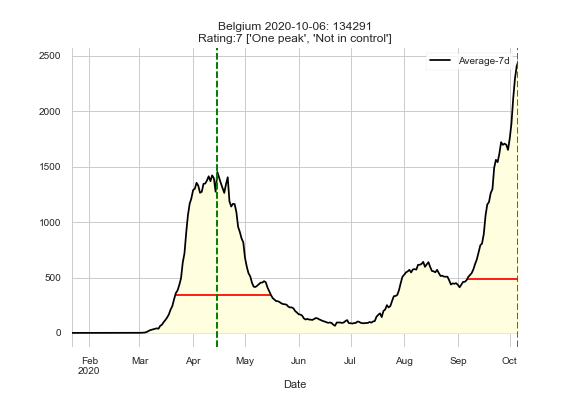 Belgium 2020-10-06: 134291
Rating:7 ['One peak', 'Not in control']
Average-7d
2500
2000
1500
1000
500
0
Feb Mar Apr May Jun Jul Aug Sep Oct
2020
Date